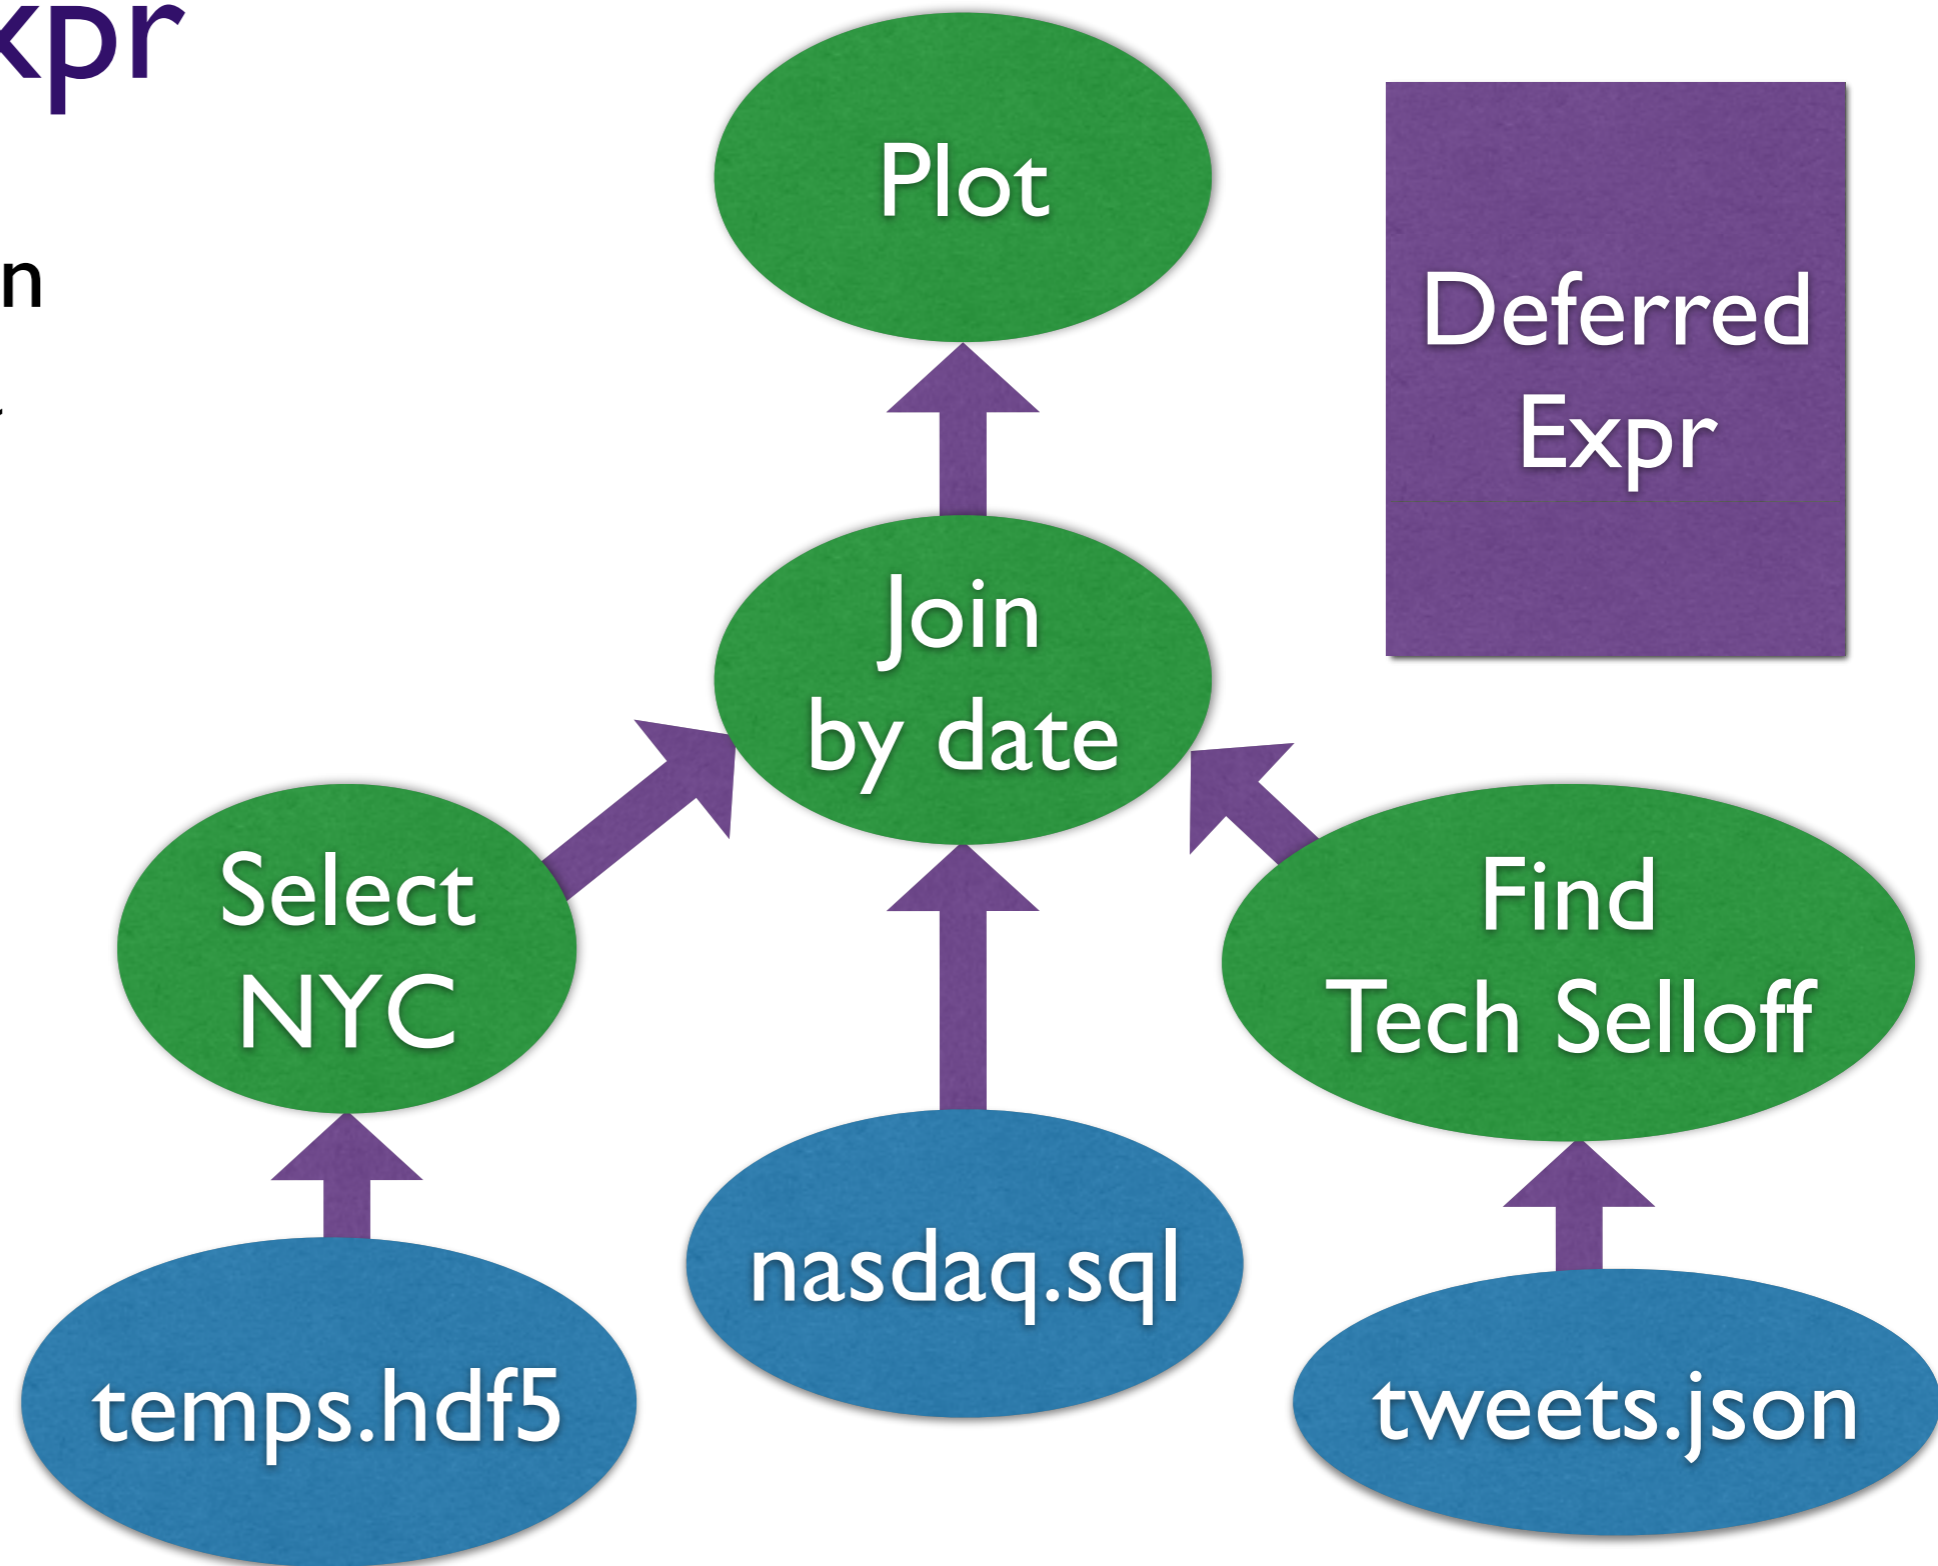 xpr
n
Plot
Deferred
Expr
Join
by date
Select
NYC
Find
Tech Selloff
nasdaq.sql
temps.hdf5
tweets.json